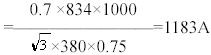 = 0.7 ×834 ×1000 / √3 ×380 ×0.75 =1183A